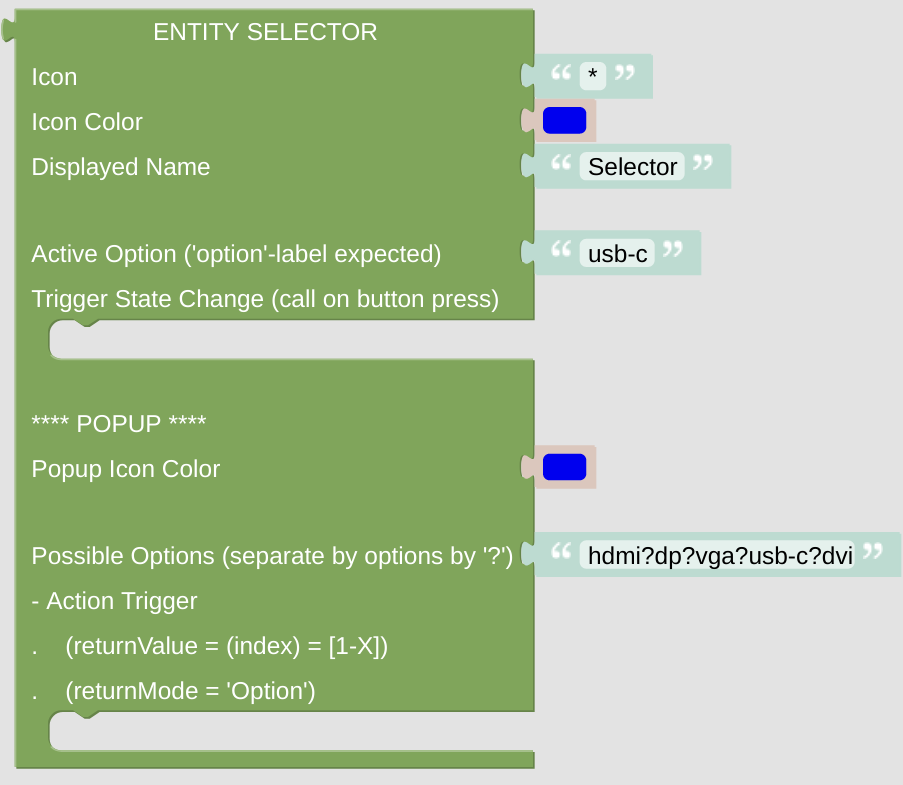 ENTITY SELECTOR
Icon “ * ”
Icon Color
Displayed Name “ Selector ”
Active Option ('option'-label expected) “ usb-c ”
Trigger State Change (call on button press)
**** POPUP ****
Popup Icon Color
Possible Options (separate by options by '?') “ hdmi?dp?vga?usb-c?dvi ”
- Action Trigger
. (returnValue = (index) = [1-X])
. (returnMode = 'Option')